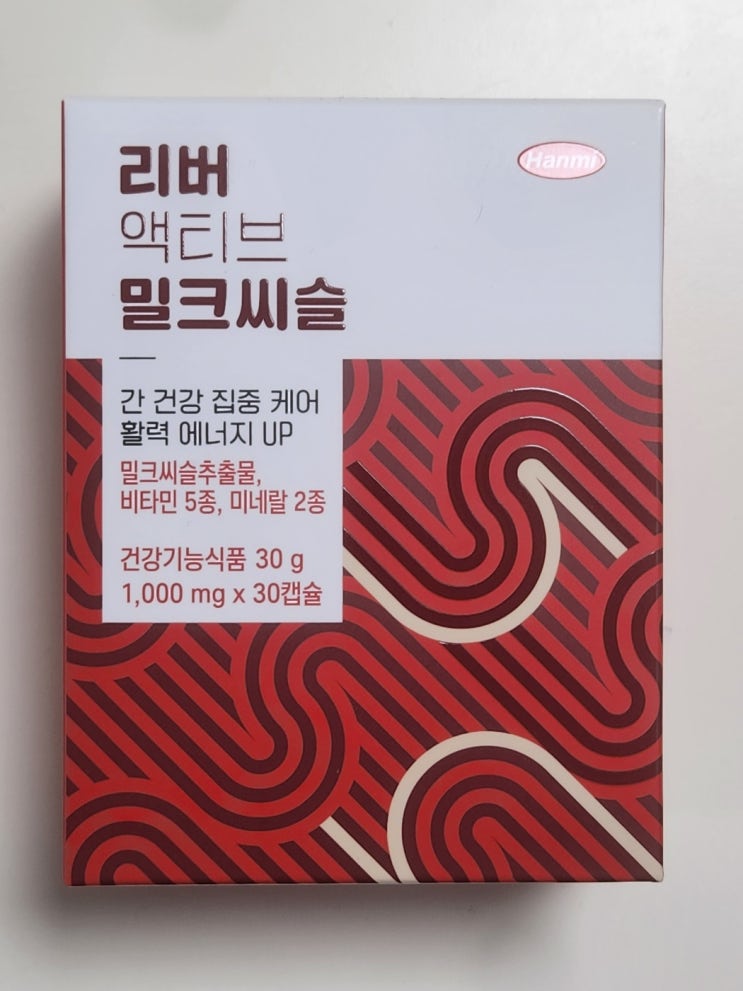 리버
액티브
밀크씨슬
Hanmi
간 건강 집중 케어
활력 에너지 UP
밀크씨슬추출물,
비타민 5종, 미네랄 2종
건강기능식품 30 g
1,000 mg x 30캡슐